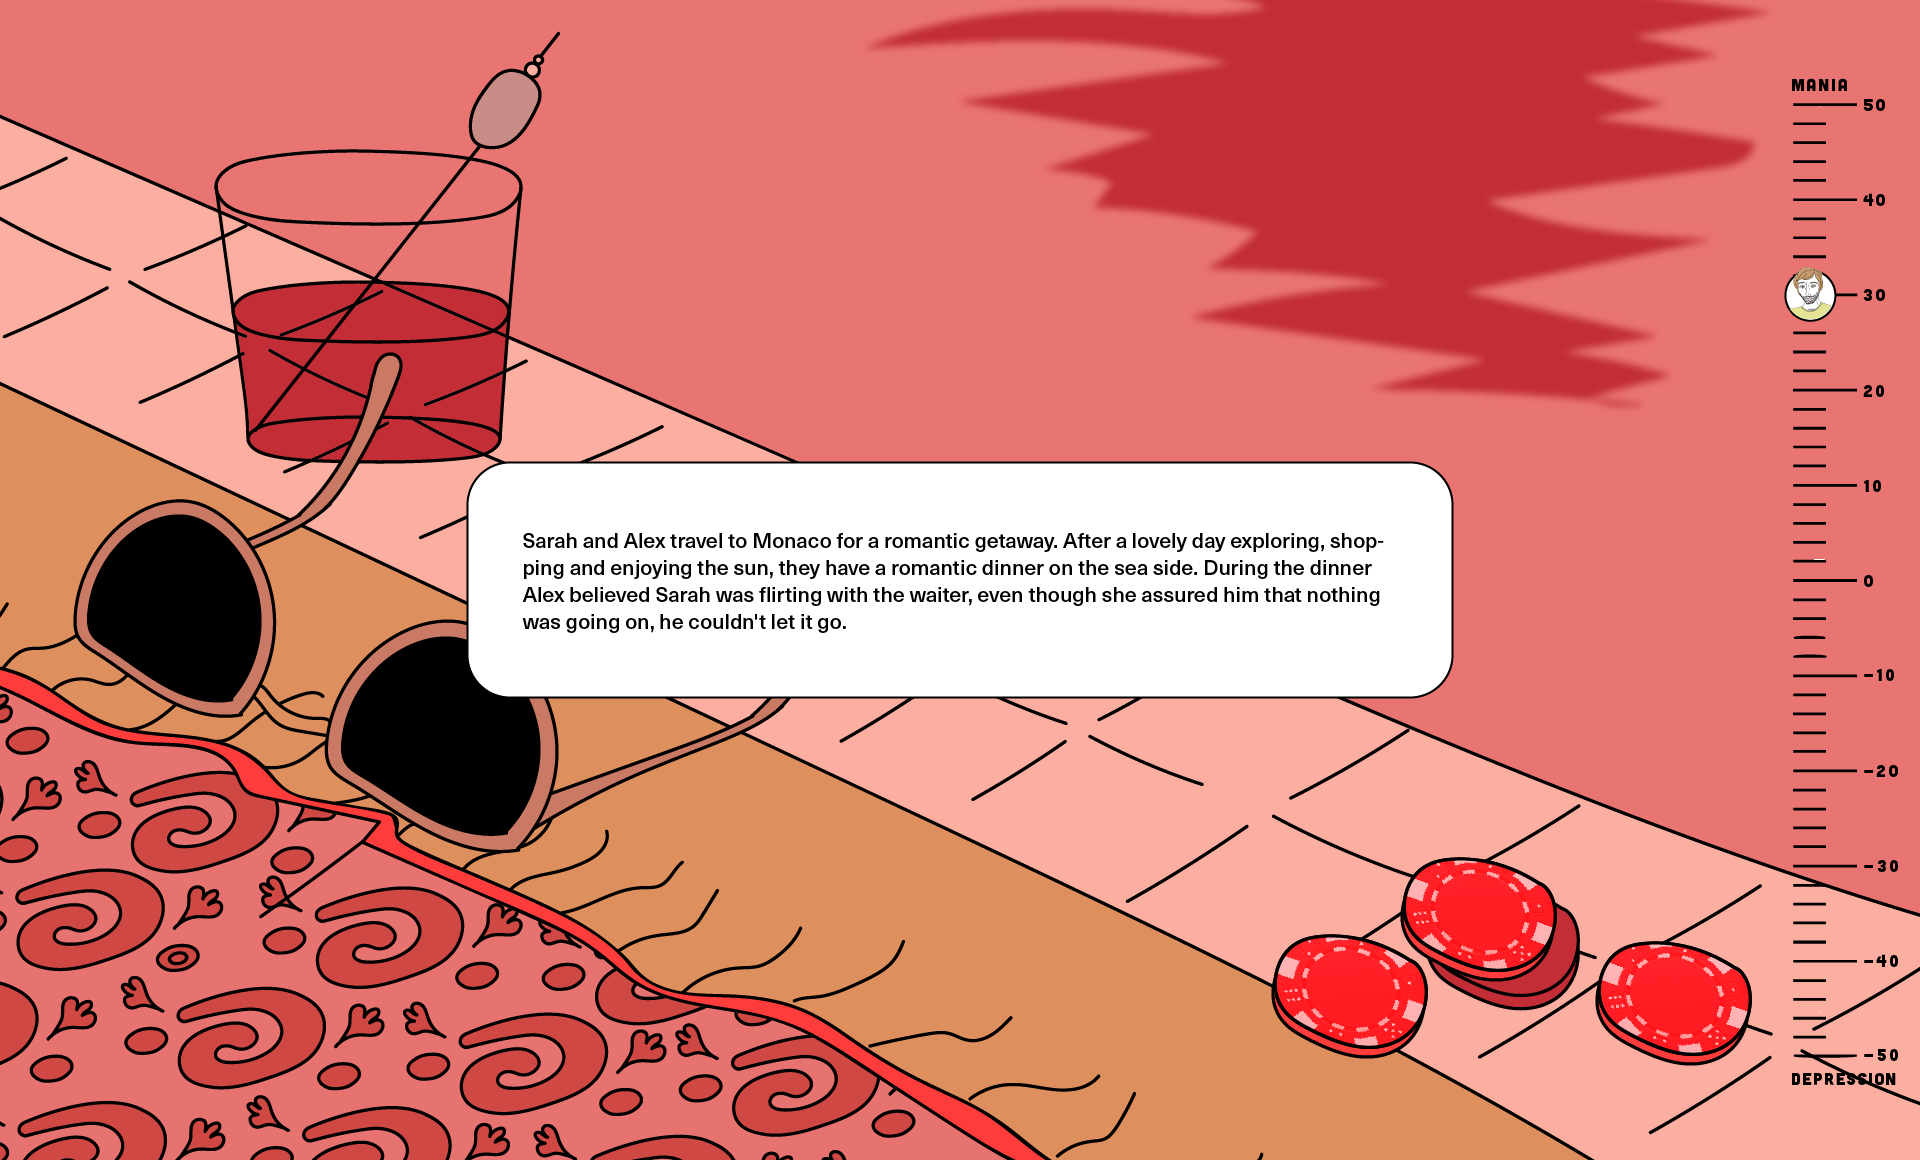 MANIA
50
40
30
20
10
0
-10
-20
-30
-40
-50
DEPRESSION
Sarah and Alex travel to Monaco for a romantic getaway. After a lovely day exploring, shop-
ping and enjoying the sun, they have a romantic dinner on the sea side. During the dinner
Alex believed Sarah was flirting with the waiter, even though she assured him that nothing
was going on, he couldn't let it go.